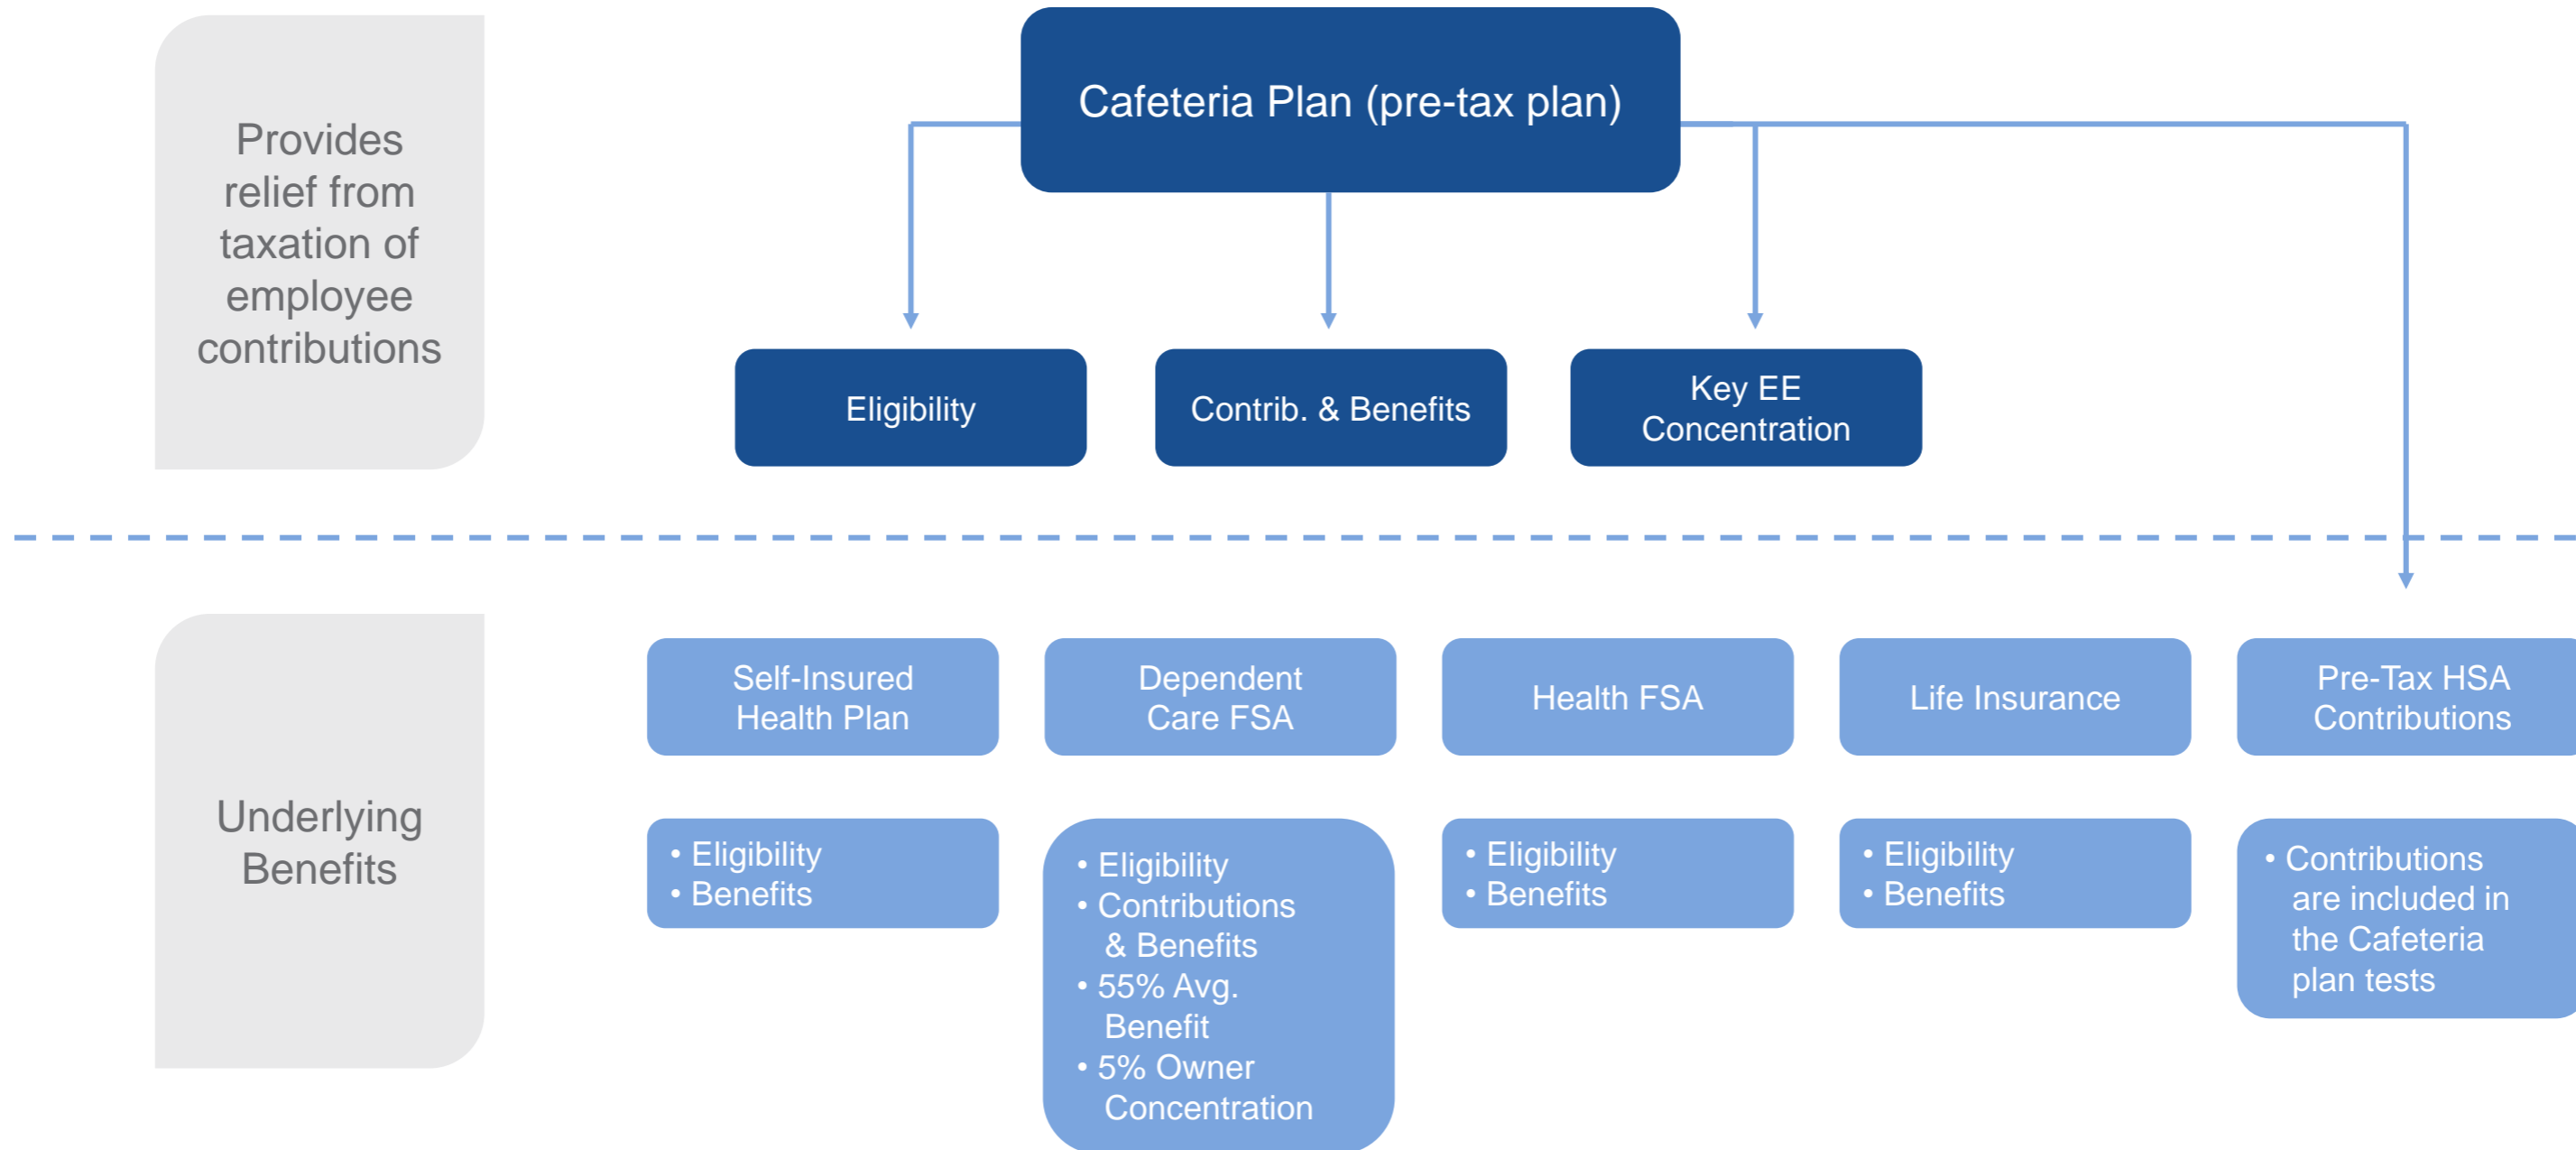 Cafeteria Plan (pre-tax plan)
Provides
relief from
taxation of
employee
contributions
Eligibility
Contrib. & Benefits
Key EE
Concentration
Underlying
Benefits
Self-Insured
Health Plan
Dependent
Care FSA
Health FSA
Life Insurance
Pre-Tax HSA
Contributions
• Eligibility
• Benefits
• Eligibility
• Contributions
& Benefits
• 55% Avg.
Benefit
• 5% Owner
Concentration
• Eligibility
• Benefits
• Eligibility
• Benefits
• Contributions
are included in
the Cafeteria
plan tests